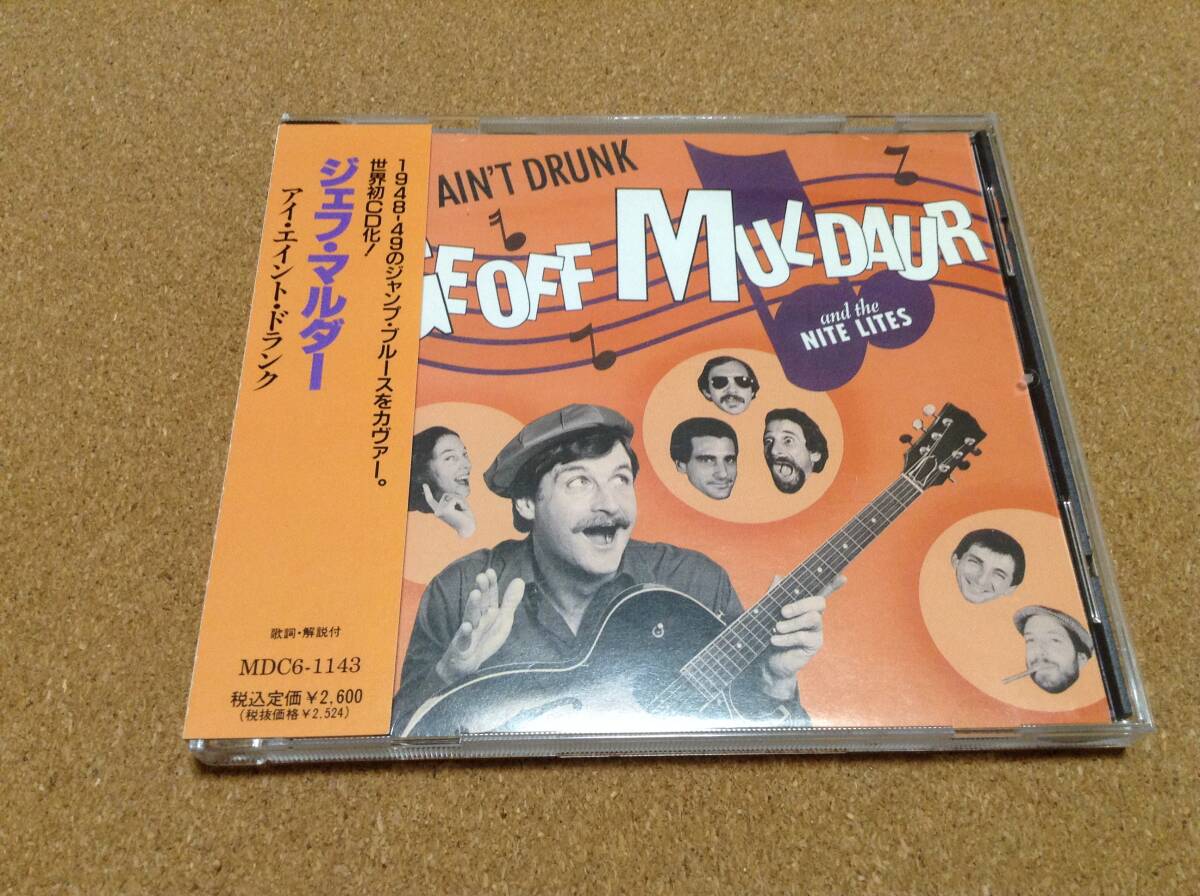 1948-49のジャンプ・ブルースをカヴァー。
世界初CD化!
ジェフ・マルダー
アイ・エイント・ドランク
歌詞・解説付
MDC6-1143
税込定価¥2,600
(税抜価格¥2,524)
AIN'T DRUNK
GEOFF MULDAUR
and the
NITE LITES